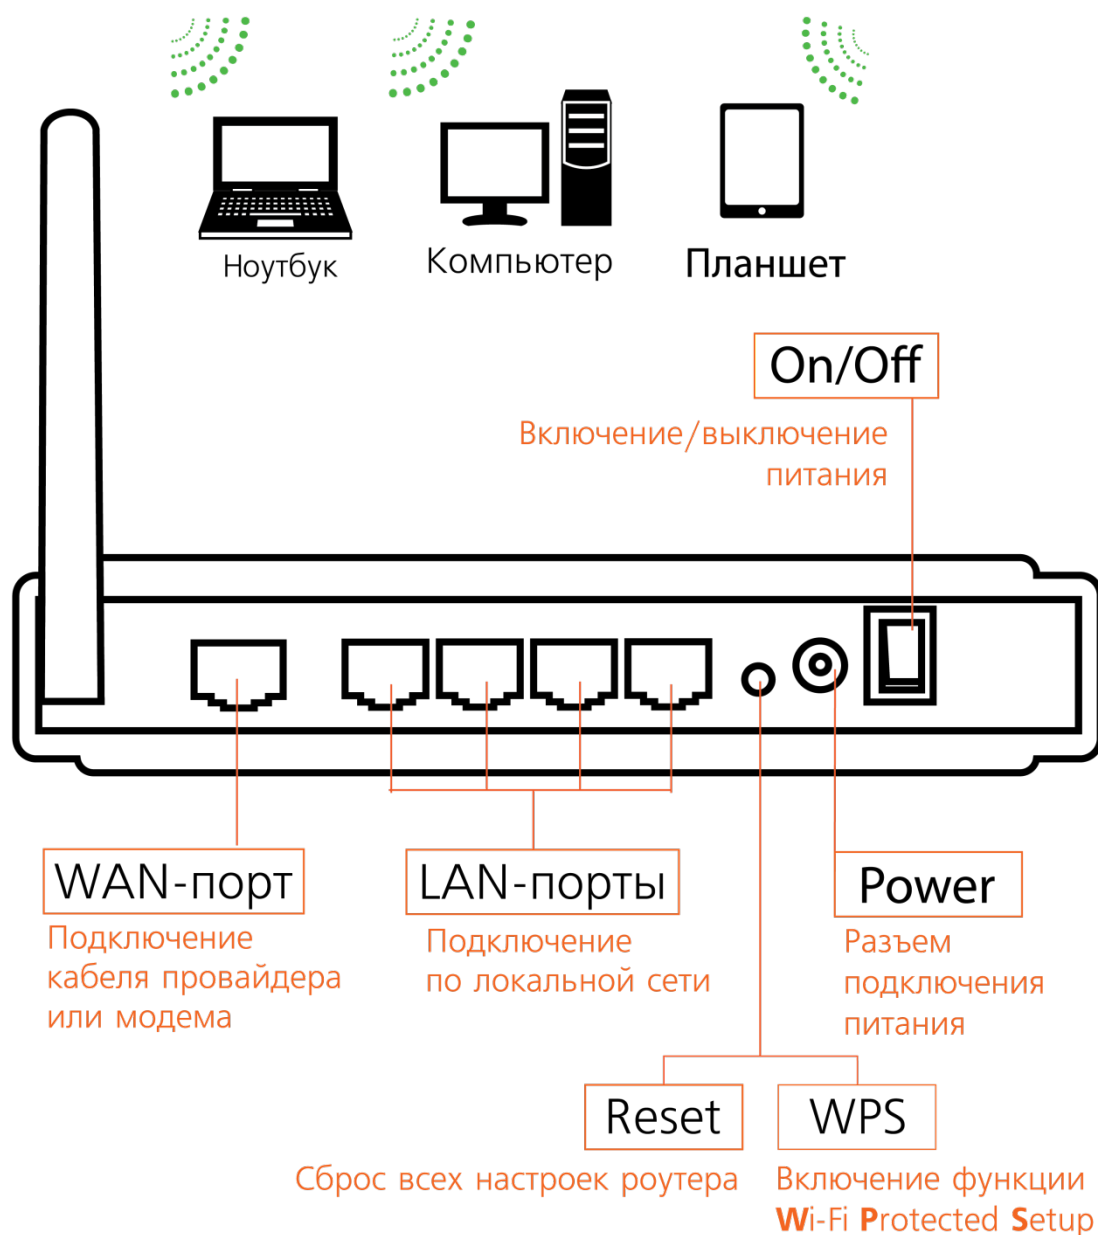 Ноутбук
Компьютер
Планшет
On/Off
Включение/выключение
питания
WAN-порт
Подключение
кабеля провайдера
или модема
LAN-порты
Подключение
по локальной сети
Power
Разъем
подключения
питания
Reset
Сброс всех настроек роутера
WPS
Включение функции
Wi-Fi Protected Setup